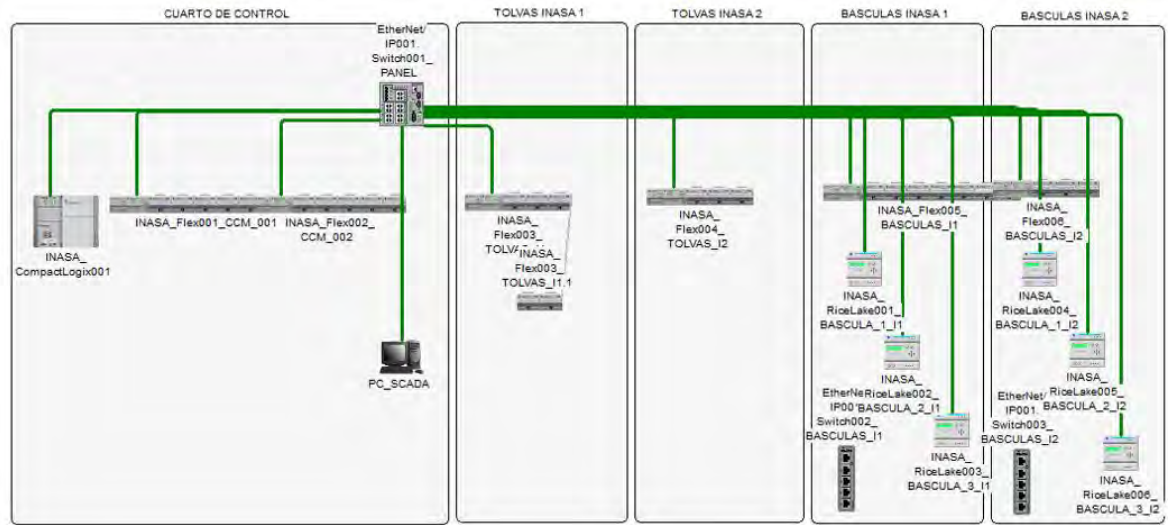 CUARTO DE CONTROL
TOLVAS INASA 1
TOLVAS INASA 2
BASCULAS INASA 1
BASCULAS INASA 2
EtherNet/
IP001.
Switch001_
PANEL
INASA_
CompactLogix001
INASA_Flex001_CCM_001
INASA_Flex002_
CCM_002
PC_SCADA
INASA_
Flex003_
INASA_
Flex003_
TOLVAS_I1.1
INASA_
Flex004_
TOLVAS_I2
INASA_Flex005_
BASCULAS_I1
INASA_
RiceLake001_
BASCULA_1_I1
INASA_
RiceLake002_
BASCULA_2_I1
Switch002_
BASCULAS_I1
INASA_
RiceLake003_
BASCULA_3_I1
INASA_
Flex006_
BASCULAS_I2
INASA_
RiceLake004_
BASCULA_1_I2
INASA_
RiceLake005_
BASCULA_2_I2
EtherNet/
IP001.
Switch003_
BASCULAS_I2
INASA_
RiceLake006_
BASCULA_3_I2